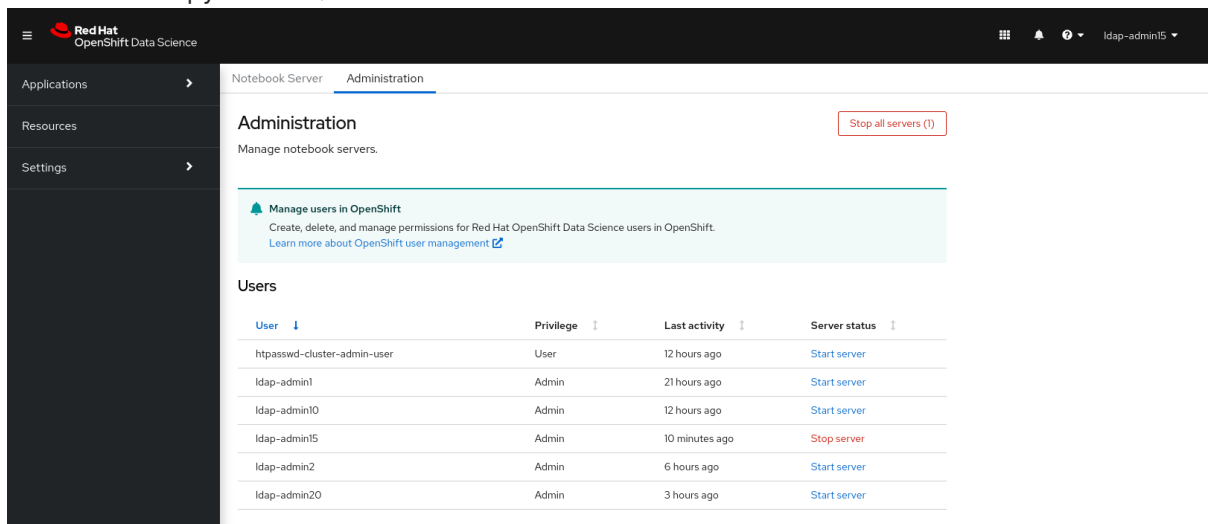 Red Hat
OpenShift Data Science
ldap-admin15
Applications
Resources
Settings
Notebook Server Administration
Administration
Stop all servers (1)
Manage notebook servers.
Manage users in OpenShift
Create, delete, and manage permissions for Red Hat OpenShift Data Science users in OpenShift.
Learn more about OpenShift user management
Users
User Privilege Last activity Server status
htpasswd-cluster-admin-user User 12 hours ago Start server
ldap-admin1 Admin 21 hours ago Start server
ldap-admin10 Admin 12 hours ago Start server
ldap-admin15 Admin 10 minutes ago Stop server
ldap-admin2 Admin 6 hours ago Start server
ldap-admin20 Admin 3 hours ago Start server